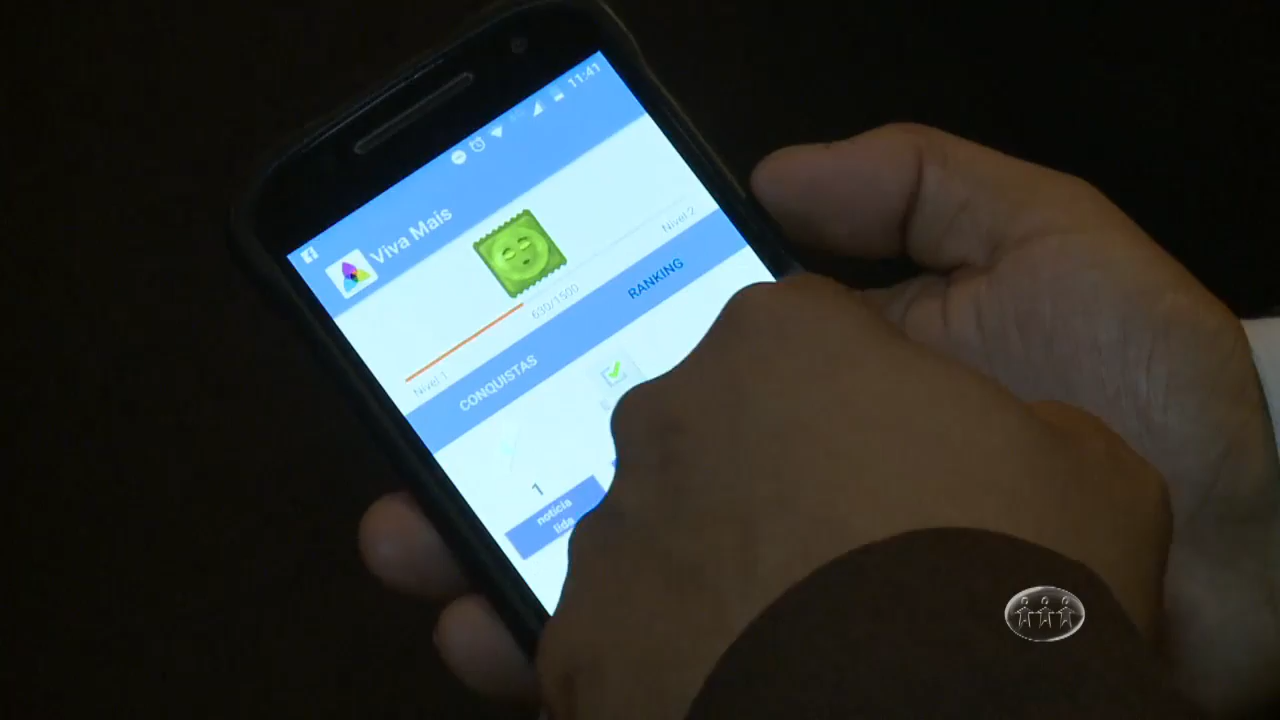 11:41
Viva Mais
630/1500
Nível 1
Nível 2
CONQUISTAS
RANKING
1
notícia
lida